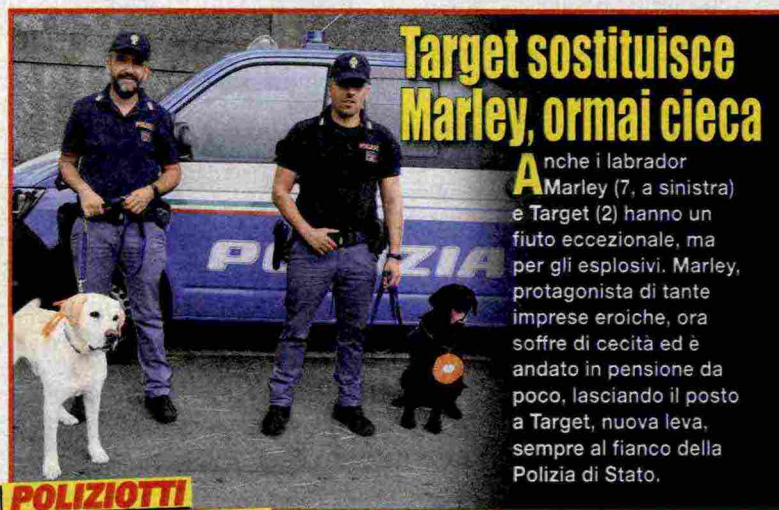 Target sostituisce
Marley, ormai cieca
Anche i labrador
Marley (7, a sinistra)
e Target (2) hanno un
fiuto eccezionale, ma
per gli esplosivi. Marley,
protagonista di tante
imprese eroiche, ora
soffre di cecità ed è
andato in pensione da
poco, lasciando il posto
a Target, nuova leva,
sempre al fianco della
Polizia di Stato.
POLIZIA
POLIZIOTTI